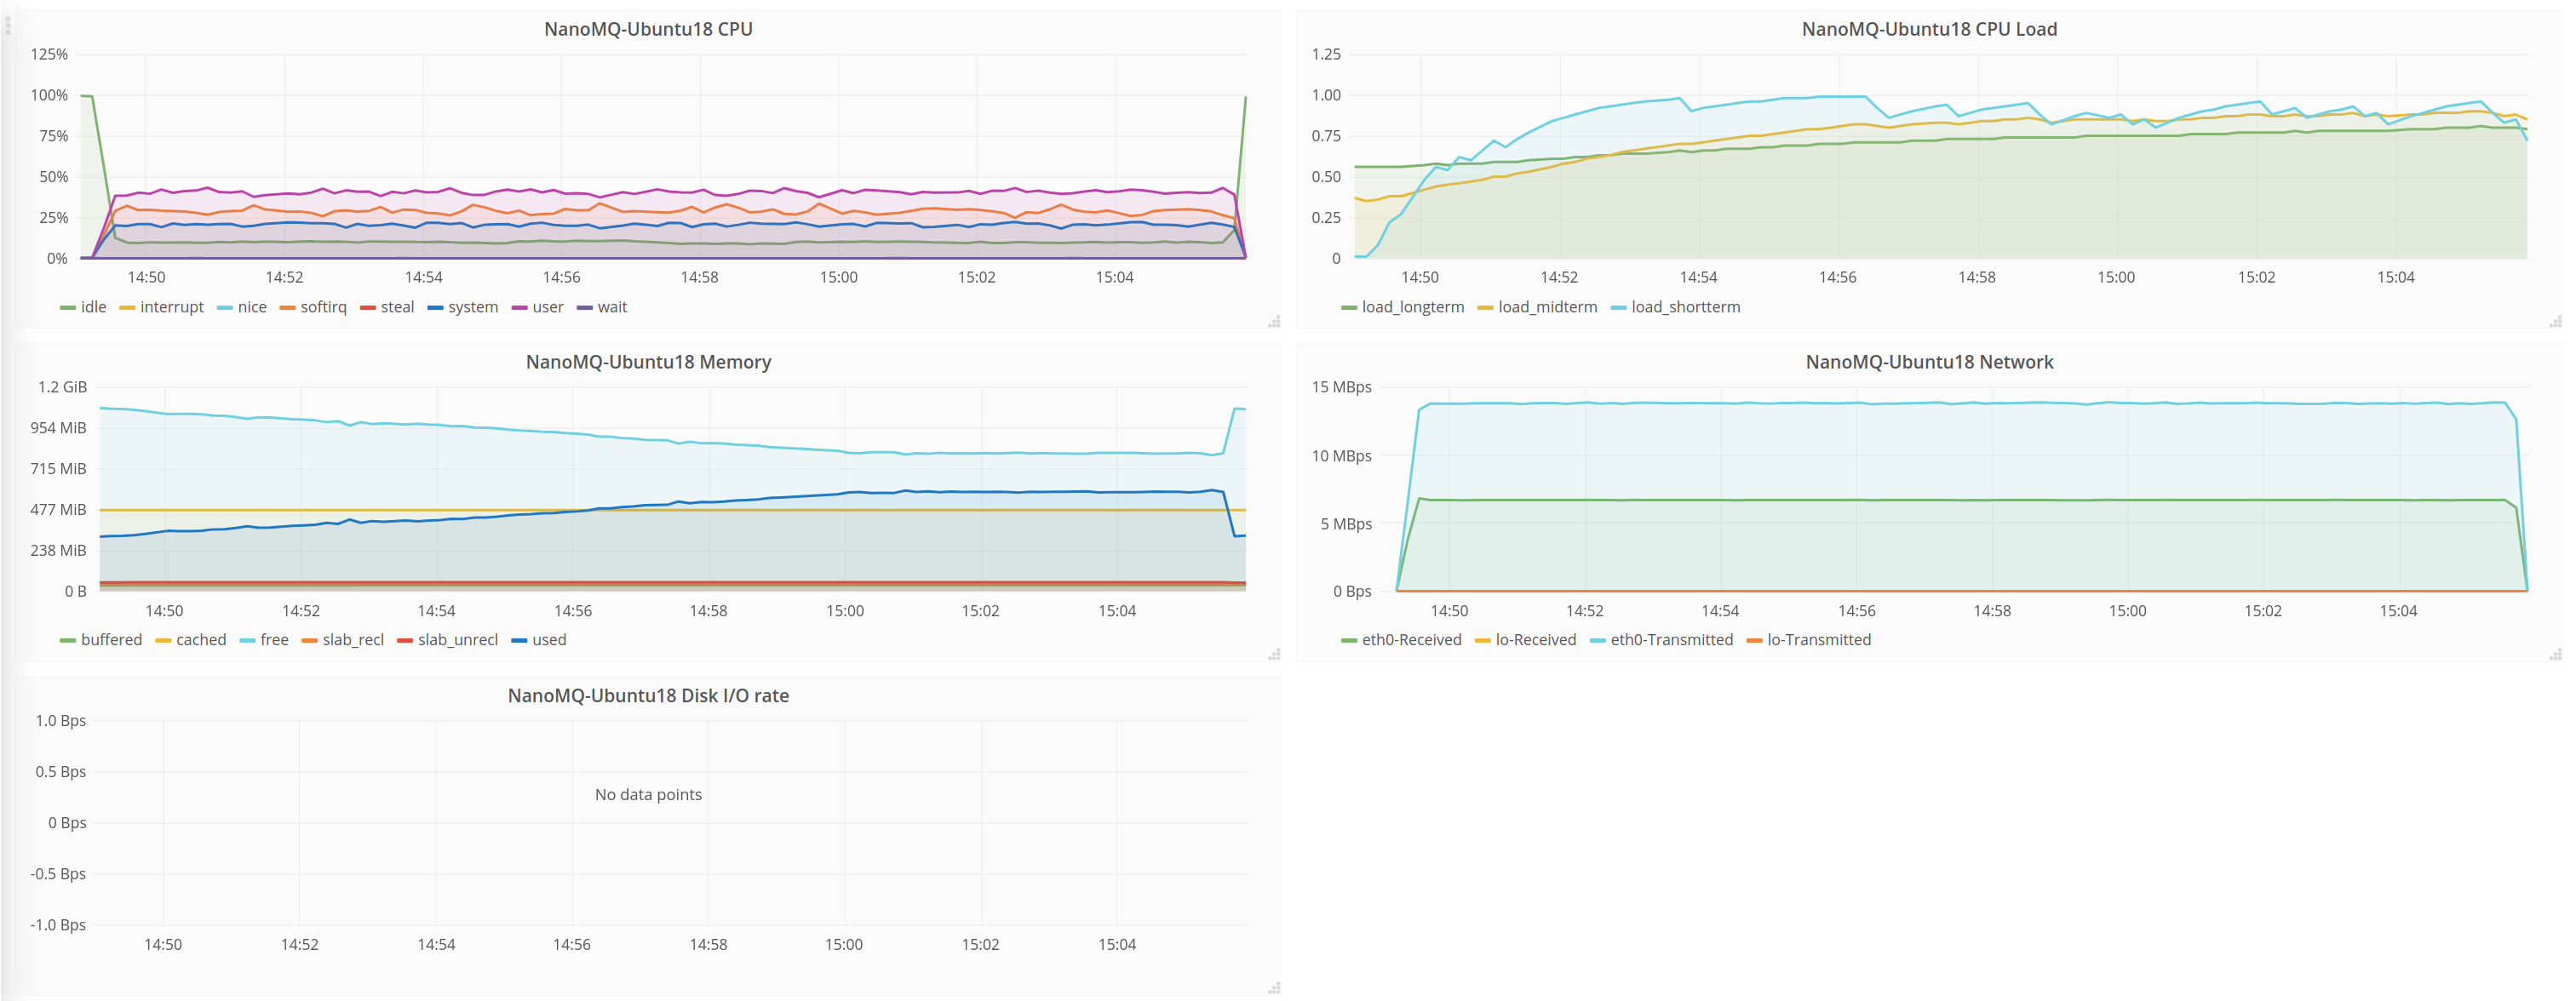 NanoMQ-Ubuntu18 CPU
125%
100%
75%
50%
25%
0%
14:50 14:52 14:54 14:56 14:58 15:00 15:02 15:04
idle interrupt nice softirq steal system user wait
NanoMQ-Ubuntu18 CPU Load
1.25
1.00
0.75
0.50
0.25
0
14:50 14:52 14:54 14:56 14:58 15:00 15:02 15:04
load_longterm load_midterm load_shortterm
NanoMQ-Ubuntu18 Memory
1.2 GiB
954 MiB
715 MiB
477 MiB
238 MiB
0 B
14:50 14:52 14:54 14:56 14:58 15:00 15:02 15:04
buffered cached free slab_recl slab_unrecl used
NanoMQ-Ubuntu18 Network
15 MBps
10 MBps
5 MBps
0 Bps
14:50 14:52 14:54 14:56 14:58 15:00 15:02 15:04
eth0-Received lo-Received eth0-Transmitted lo-Transmitted
NanoMQ-Ubuntu18 Disk I/O rate
1.0 Bps
0.5 Bps
No data points
0 Bps
-0.5 Bps
-1.0 Bps
14:50 14:52 14:54 14:56 14:58 15:00 15:02 15:04